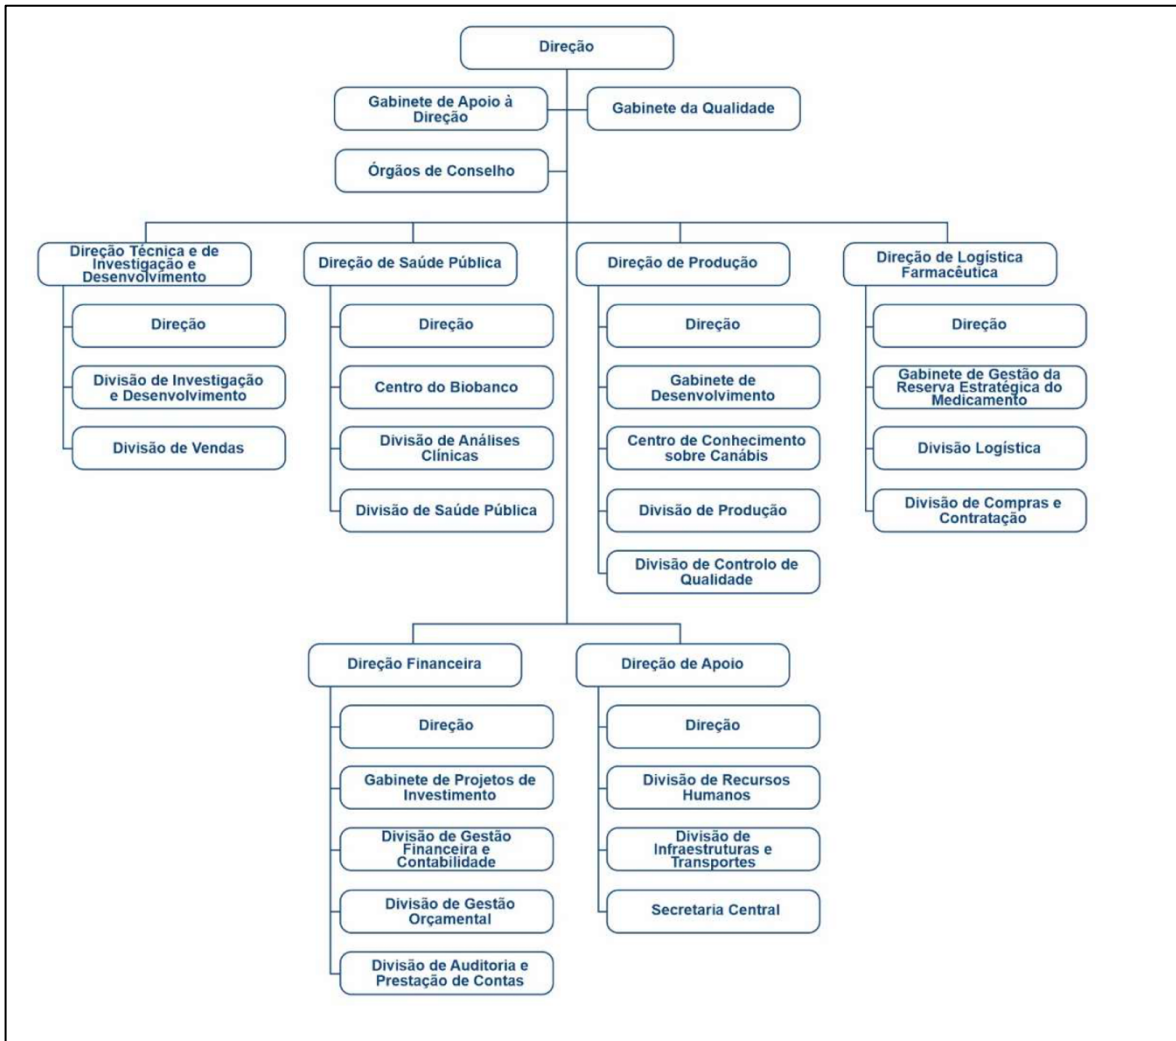 Direção
Gabinete de Apoio à
Direção
Gabinete da Qualidade
Órgãos de Conselho
Direção Técnica e de
Investigação e
Desenvolvimento
Direção
Divisão de Investigação
e Desenvolvimento
Divisão de Vendas
Direção de Saúde Pública
Direção
Centro do Biobanco
Divisão de Análises
Clínicas
Divisão de Saúde Pública
Direção de Produção
Direção
Gabinete de
Desenvolvimento
Centro de Conhecimento
sobre Canábis
Divisão de Produção
Divisão de Controlo de
Qualidade
Direção de Logística
Farmacêutica
Direção
Gabinete de Gestão da
Reserva Estratégica do
Medicamento
Divisão Logística
Divisão de Compras e
Contratação
Direção Financeira
Direção
Gabinete de Projetos de
Investimento
Divisão de Gestão
Financeira e
Contabilidade
Divisão de Gestão
Orçamental
Divisão de Auditoria e
Prestação de Contas
Direção de Apoio
Direção
Divisão de Recursos
Humanos
Divisão de
Infraestruturas e
Transportes
Secretaria Central